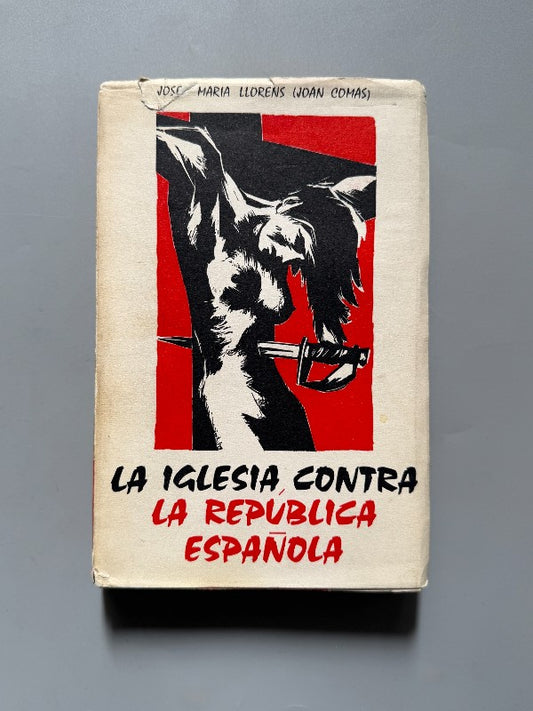 JOSE MARIA LLORENS (JOAN COMAS)
LA IGLESIA CONTRA
LA REPÚBLICA
ESPAÑOLA